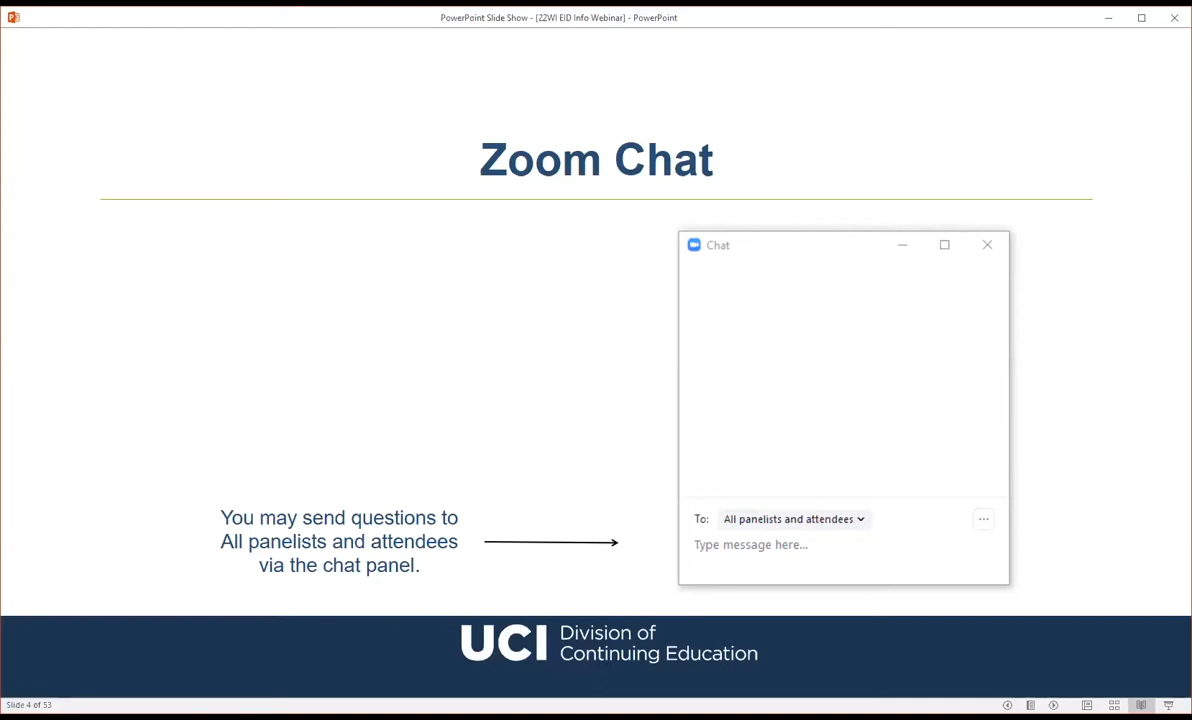 PowerPoint Slide Show - [22WI EID Info Webinar] - PowerPoint
Zoom Chat
Chat
You may send questions to
All panelists and attendees
via the chat panel.
To: All panelists and attendees
Type message here...
UCI Division of
Continuing Education
Slide 4 of 53